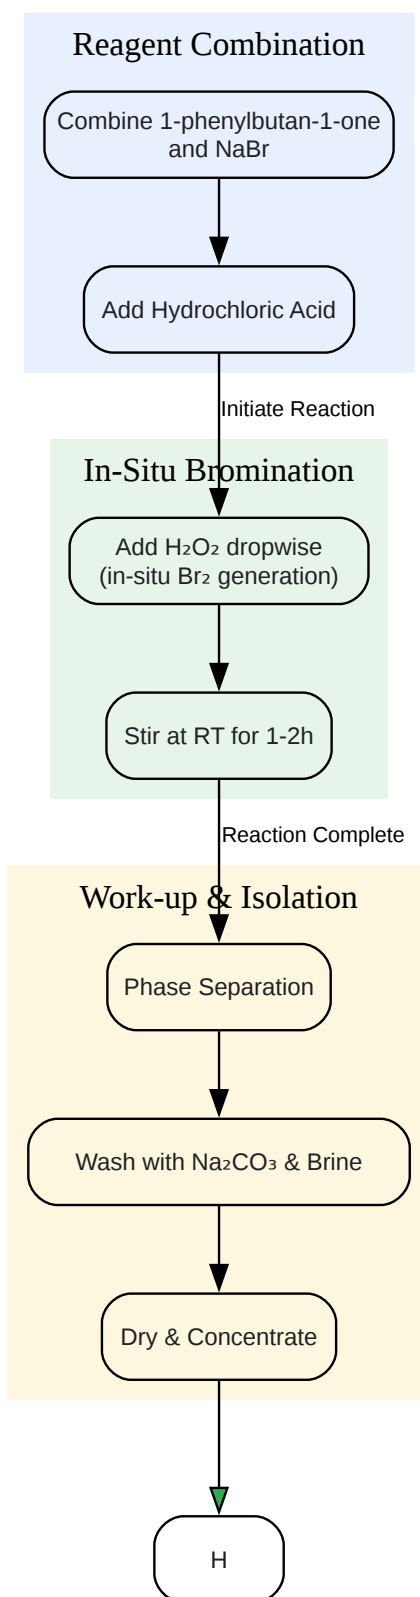 Reagent Combination
Combine 1-phenylbutan-1-one
and NaBr
Add Hydrochloric Acid
Initiate Reaction
In-Situ Bromination
Add H₂O₂ dropwise
(in-situ Br₂ generation)
Stir at RT for 1-2h
Reaction Complete
Work-up & Isolation
Phase Separation
Wash with Na₂CO₃ & Brine
Dry & Concentrate
H